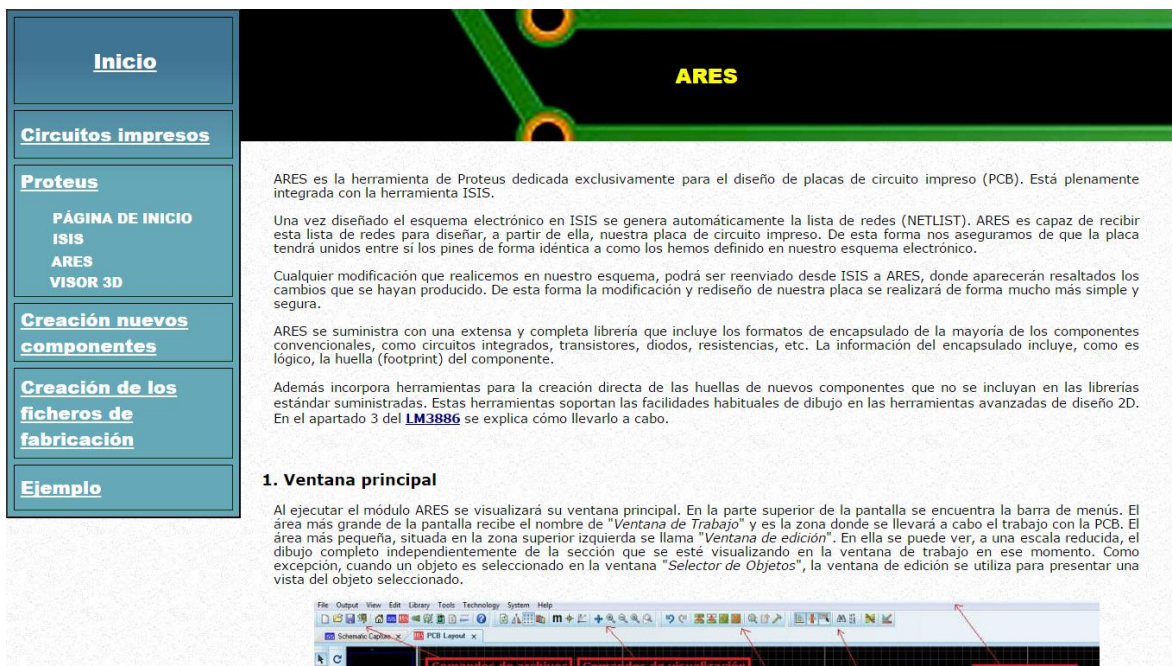 Inicio
Circuitos impresos
Proteus
PÁGINA DE INICIO
ISIS
ARES
VISOR 3D
Creación nuevos
componentes
Creación de los
ficheros de
fabricación
Ejemplo
ARES
ARES es la herramienta de Proteus dedicada exclusivamente para el diseño de placas de circuito impreso (PCB). Está plenamente
integrada con la herramienta ISIS.
Una vez diseñado el esquema electrónico en ISIS se genera automáticamente la lista de redes (NETLIST). ARES es capaz de recibir
esta lista de redes para diseñar, a partir de ella, nuestra placa de circuito impreso. De esta forma nos aseguramos de que la placa
tendrá unidos entre sí los pines de forma idéntica a como los hemos definido en nuestro esquema electrónico.
Cualquier modificación que realicemos en nuestro esquema, podrá ser reenviado desde ISIS a ARES, donde aparecerán resaltados los
cambios que se hayan producido. De esta forma la modificación y rediseño de nuestra placa se realizará de forma mucho más simple y
segura.
ARES se suministra con una extensa y completa librería que incluye los formatos de encapsulado de la mayoría de los componentes
convencionales, como circuitos integrados, transistores, diodos, resistencias, etc. La información del encapsulado incluye, como es
lógico, la huella (footprint) del componente.
Además incorpora herramientas para la creación directa de las huellas de nuevos componentes que no se incluyan en las librerías
estándar suministradas. Estas herramientas soportan las facilidades habituales de dibujo en las herramientas avanzadas de diseño 2D.
En el apartado 3 del LM3886 se explica cómo llevarlo a cabo.
1. Ventana principal
Al ejecutar el módulo ARES se visualizará su ventana principal. En la parte superior de la pantalla se encuentra la barra de menús. El
área más grande de la pantalla recibe el nombre de "Ventana de Trabajo" y es la zona donde se llevará a cabo el trabajo con la PCB. El
área más pequeña, situada en la zona superior izquierda se llama "Ventana de edición". En ella se puede ver, a una escala reducida, el
dibujo completo independientemente de la sección que se esté visualizando en la ventana de trabajo en ese momento. Como
excepción, cuando un objeto es seleccionado en la ventana "Selector de Objetos", la ventana de edición se utiliza para presentar una
vista del objeto seleccionado.
File Output View Edit Library Tools Technology System Help
Schematic Capture x PCB Layout x
Comandos de archivos Comandos de visualización